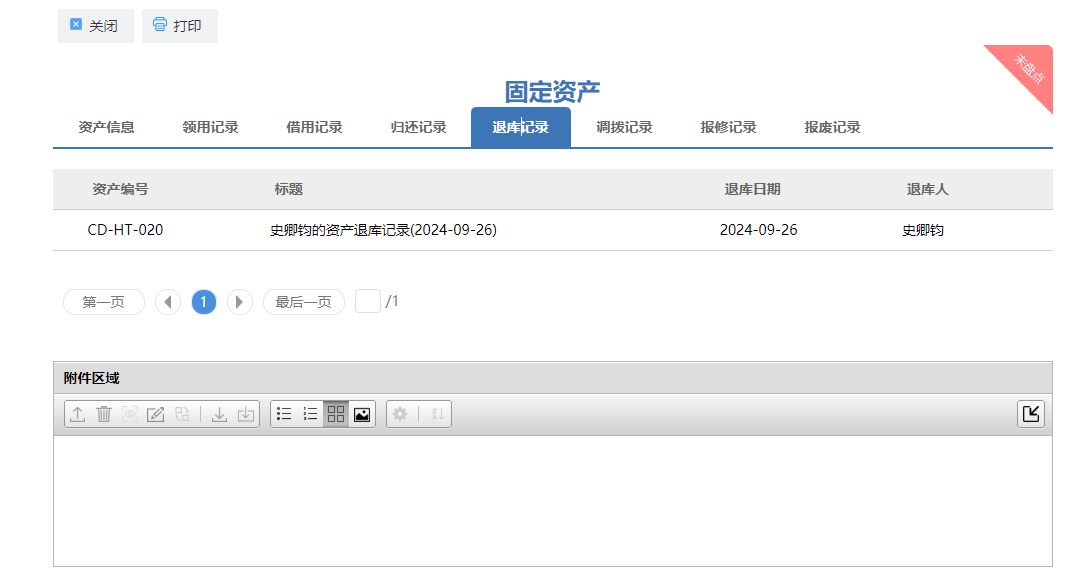 关闭 打印
未盘点
固定资产
资产信息 领用记录 借用记录 归还记录 退库记录 调拨记录 报修记录 报废记录
资产编号 标题 退库日期 退库人
CD-HT-020 史卿钧的资产退库记录(2024-09-26) 2024-09-26 史卿钧
第一页 1 最后一页 /1
附件区域